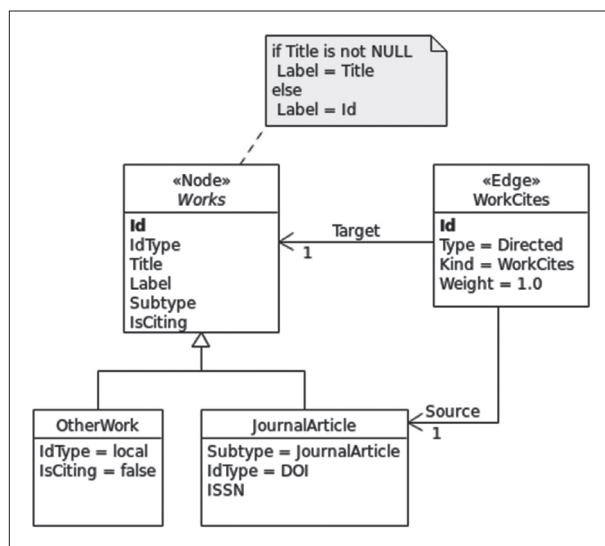 if Title is not NULL
Label = Title
else
Label = Id
«Node»
Works
Id
IdType
Title
Label
Subtype
IsCiting
«Edge»
WorkCites
Id
Type = Directed
Kind = WorkCites
Weight = 1.0
Target
1
Source
1
OtherWork
IdType = local
IsCiting = false
JournalArticle
Subtype = JournalArticle
IdType = DOI
ISSN